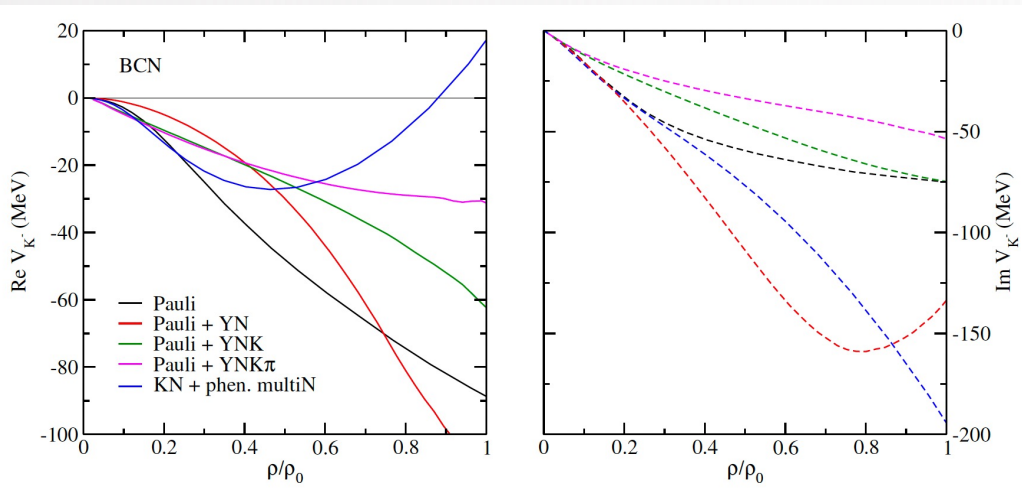 BCN
20
0
-20
-40
-60
-80
-100
Re V_K^- (MeV)
Pauli
Pauli + YN
Pauli + YNK
Pauli + YNKπ
KN + phen. multiN
0
0.2
0.4
0.6
0.8
1
ρ/ρ_0
0
-50
-100
-150
-200
Im V_K^- (MeV)
0
0.2
0.4
0.6
0.8
1
ρ/ρ_0